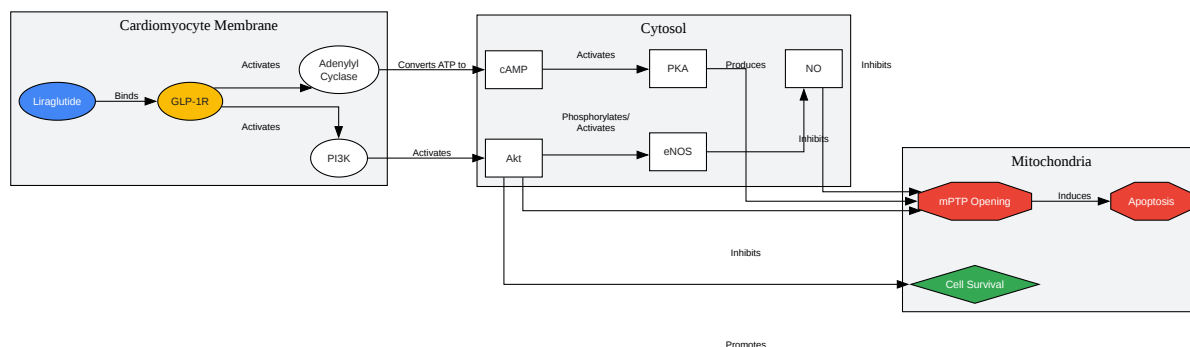 Cardiomyocyte Membrane
Liraglutide
Binds
GLP-1R
Activates
Adenylyl
Cyclase
Activates
PI3K
Converts ATP to
Activates
Cytosol
cAMP
Activates
PKA
Produces
NO
Inhibits
Akt
Phosphorylates/
Activates
eNOS
Inhibits
Mitochondria
mPTP Opening
Induces
Apoptosis
Inhibits
Cell Survival
Promotes